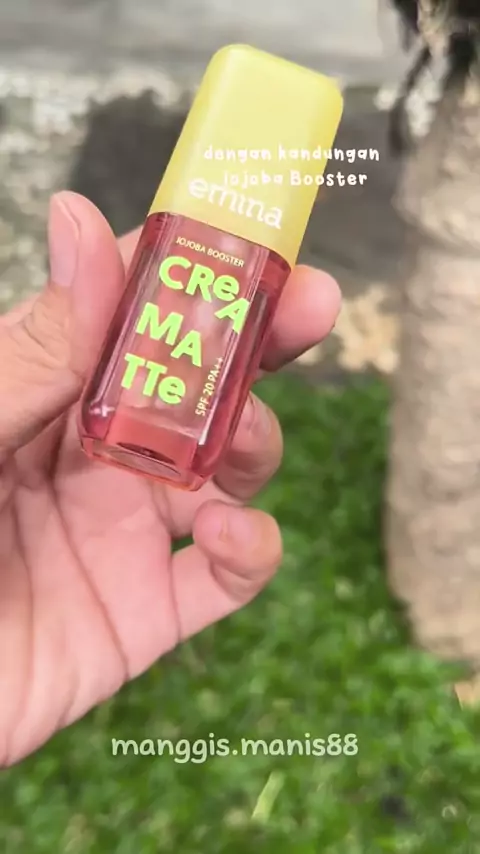 dengan kandungan
Jojoba Booster
emina
JOJOBA BOOSTER
CReA
MA
TTe
SPF 20 PA++
manggis.manis88